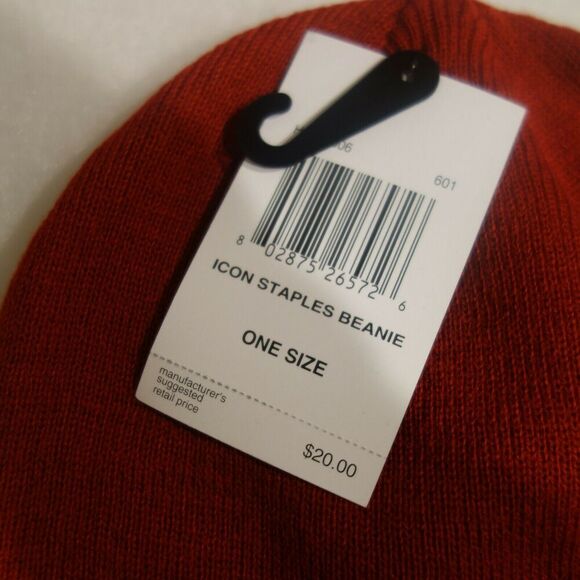 601
8 02875 26572 6
ICON STAPLES BEANIE
ONE SIZE
manufacturer's
suggested
retail price
$20.00